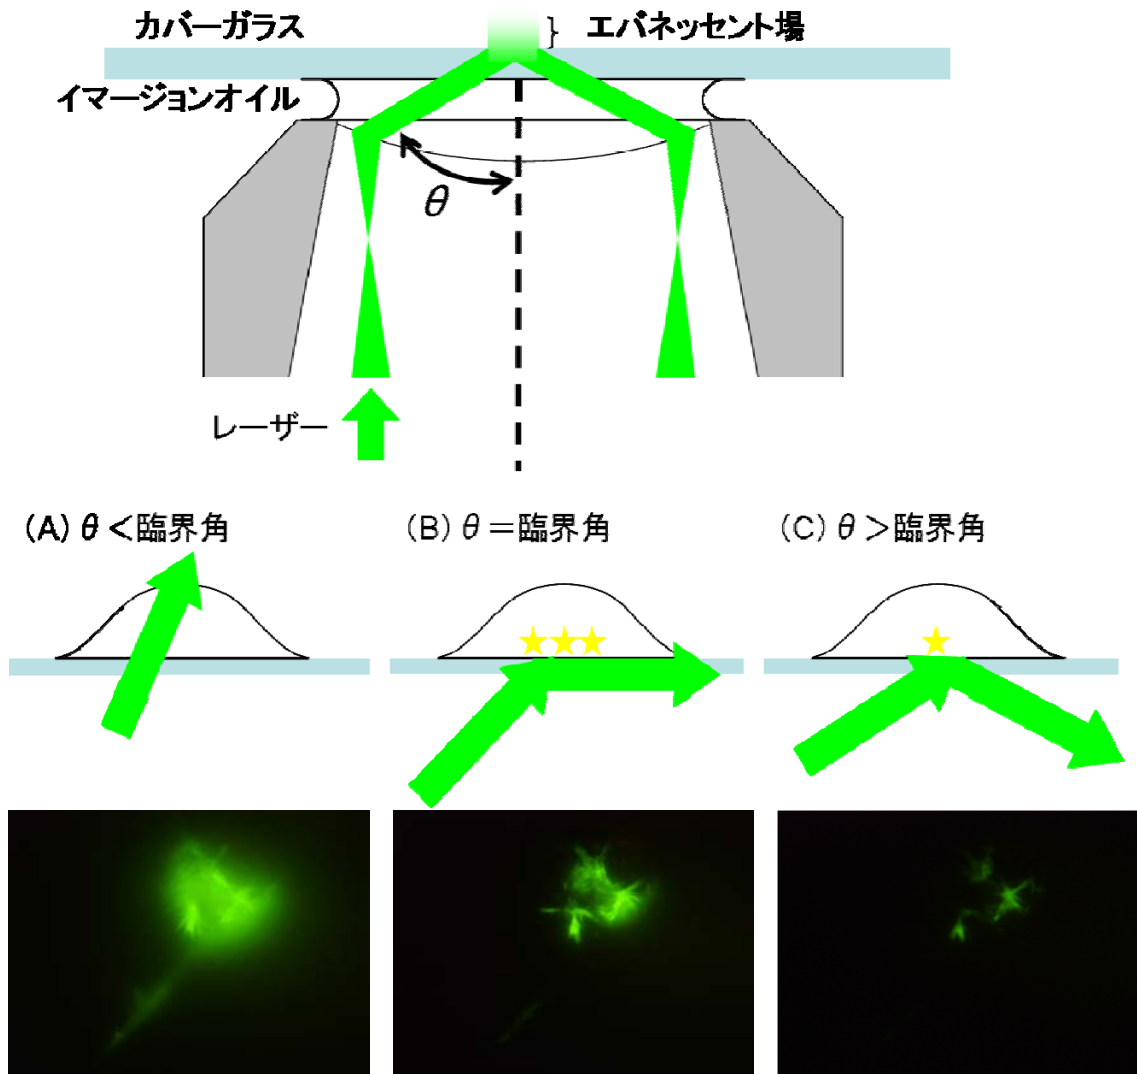 カバーガラス
エバネッセント場
イマージョンオイル
θ
レーザー
(A) θ<臨界角
(B) θ=臨界角
(C) θ>臨界角